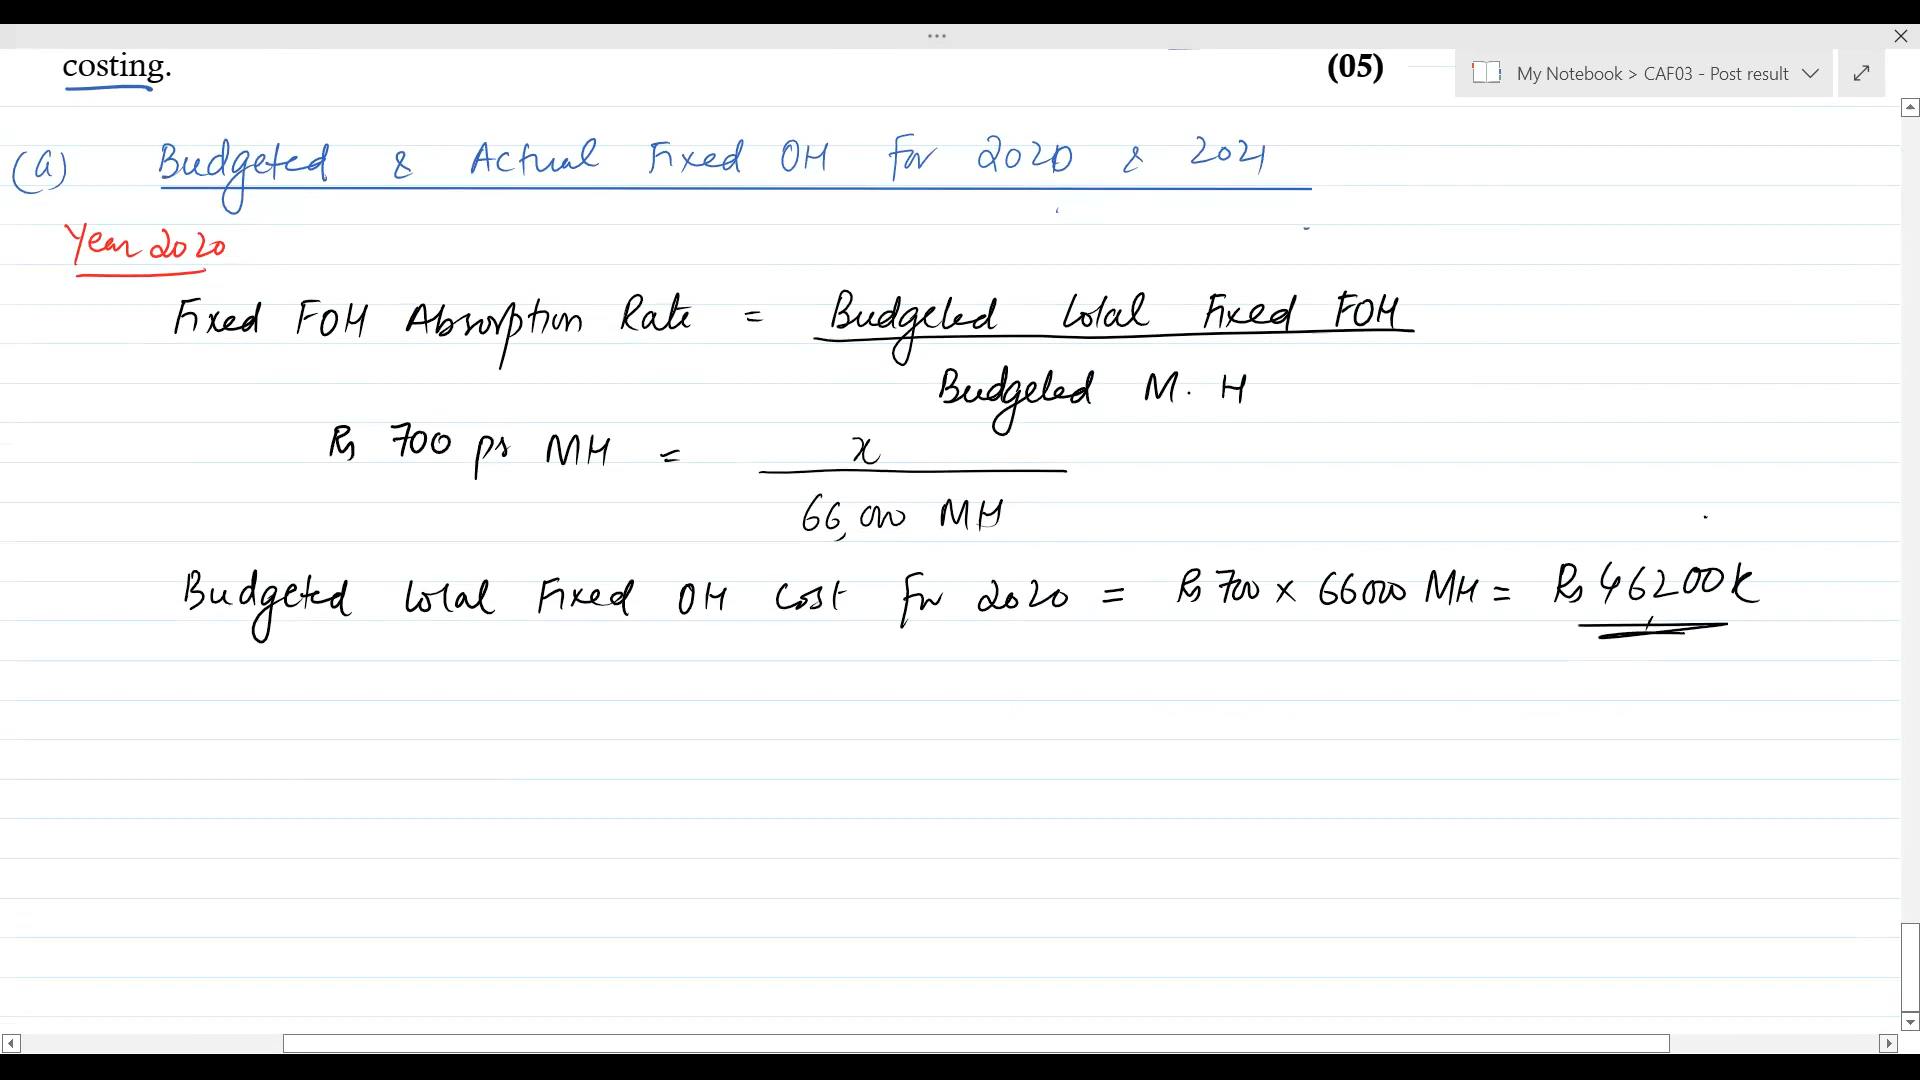 costing.
(05)
My Notebook > CAF03 - Post result
(a) Budgeted & Actual Fixed OH for 2020 & 2021
Year 2020
Fixed FOH Absorption Rate = Budgeted total Fixed FOH
Budgeted M.H
Rs 700 per MH = x
66,000 MH
Budgeted total Fixed OH Cost for 2020 = Rs 700 × 66000 MH = Rs 46200k